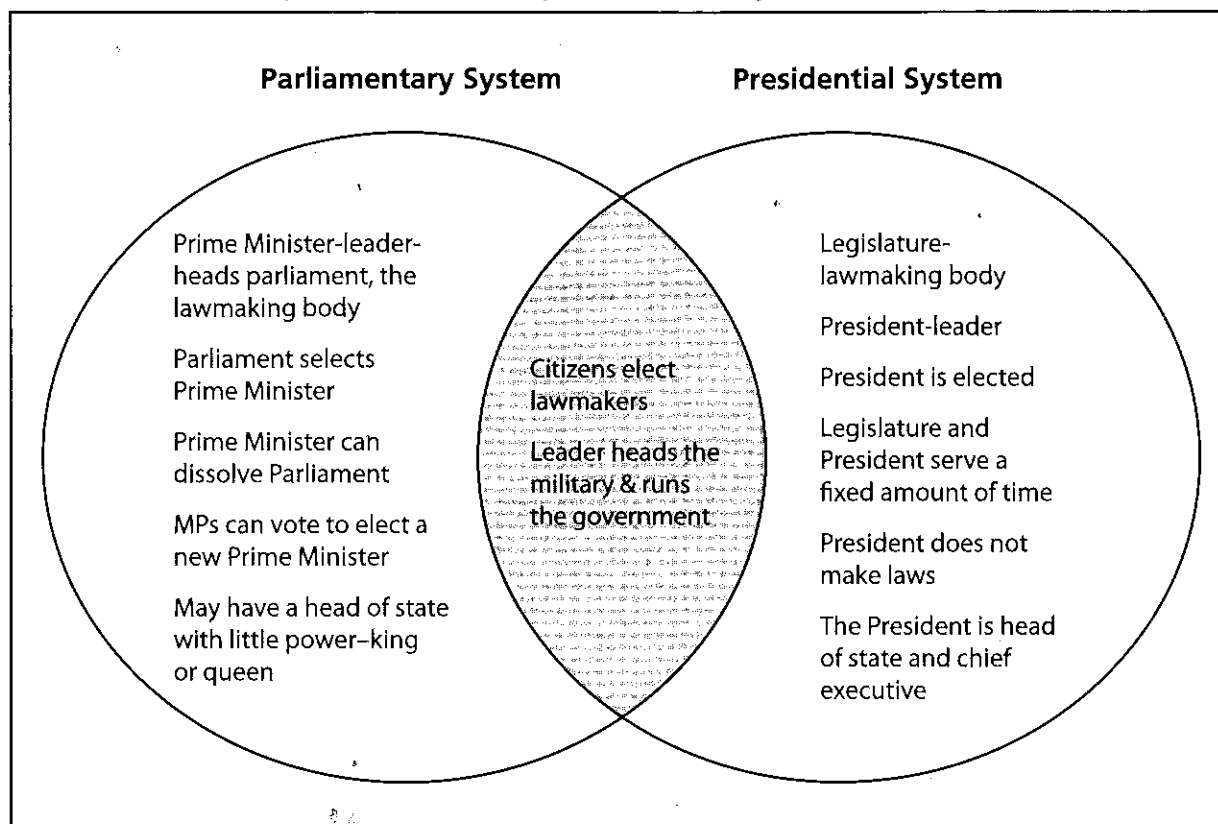 Parliamentary System
Presidential System
Prime Minister-leader-
heads parliament, the
lawmaking body
Parliament selects
Prime Minister
Prime Minister can
dissolve Parliament
MPs can vote to elect a
new Prime Minister
May have a head of state
with little power–king
or queen
Citizens elect
lawmakers
Leader heads the
military & runs
the government
Legislature-
lawmaking body
President-leader
President is elected
Legislature and
President serve a
fixed amount of time
President does not
make laws
The President is head
of state and chief
executive